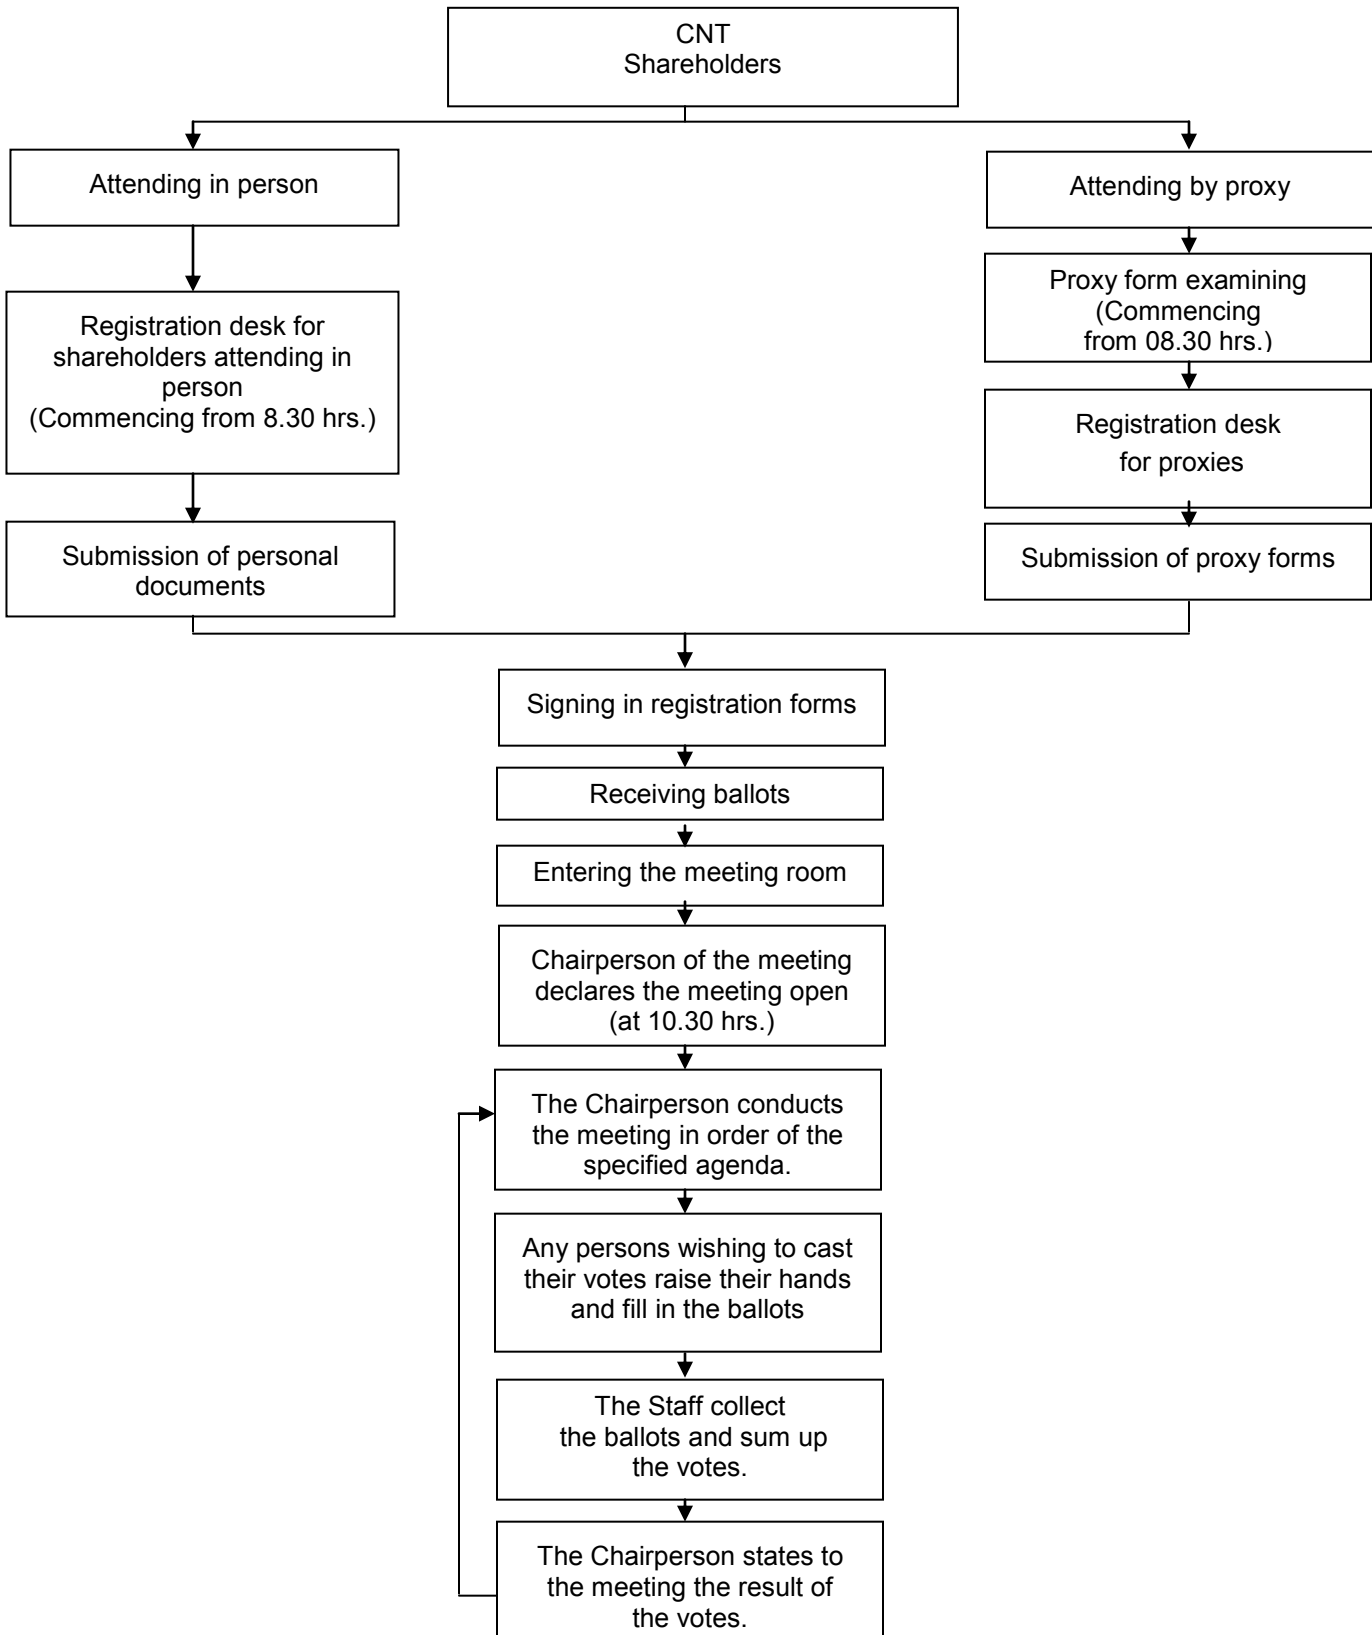 CNT
Shareholders
Attending in person
Attending by proxy
Registration desk for
shareholders attending in
person
(Commencing from 8.30 hrs.)
Proxy form examining
(Commencing
from 08.30 hrs.)
Registration desk
for proxies
Submission of personal
documents
Submission of proxy forms
Signing in registration forms
Receiving ballots
Entering the meeting room
Chairperson of the meeting
declares the meeting open
(at 10.30 hrs.)
The Chairperson conducts
the meeting in order of the
specified agenda.
Any persons wishing to cast
their votes raise their hands
and fill in the ballots
The Staff collect
the ballots and sum up
the votes.
The Chairperson states to
the meeting the result of
the votes.